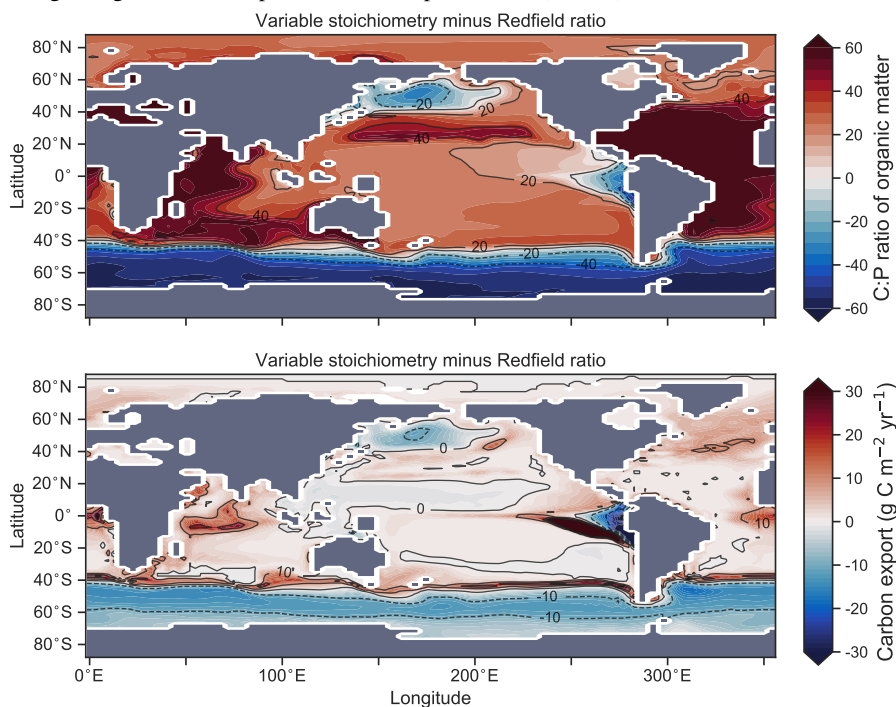 Variable stoichiometry minus Redfield ratio
80°N
60°N
40°N
20°N
0°
20°S
40°S
60°S
80°S
Latitude
-20
20
40
40
20
40
20
-20
-40
60
40
20
0
-20
-40
-60
C:P ratio of organic matter
Variable stoichiometry minus Redfield ratio
80°N
60°N
40°N
20°N
0°
20°S
40°S
60°S
80°S
Latitude
0
0
10
10
-10
-10
0°E
100°E
200°E
300°E
Longitude
30
20
10
0
-10
-20
-30
Carbon export (g C m⁻² yr⁻¹)